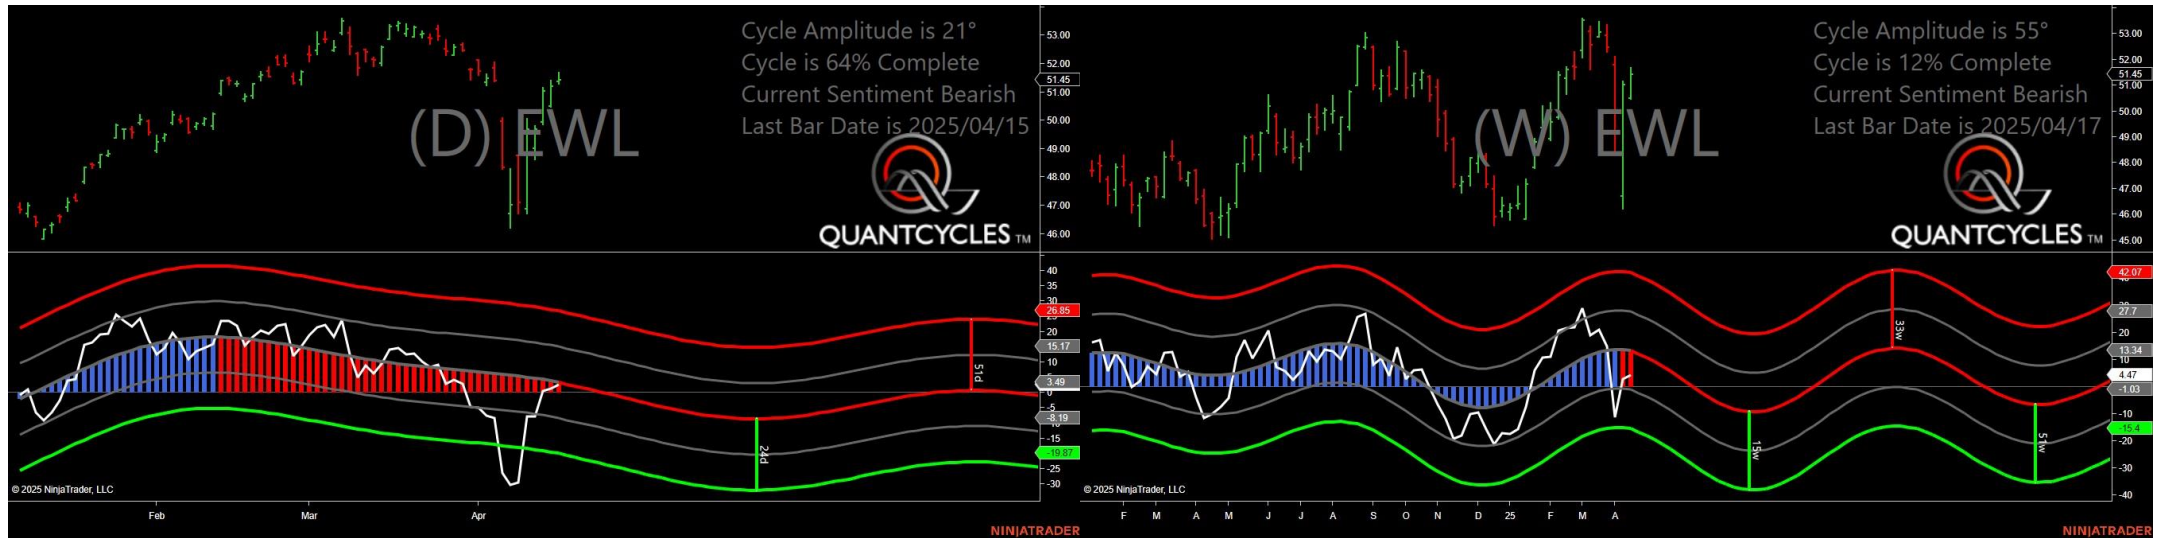 Cycle Amplitude is 21°
Cycle is 64% Complete
Current Sentiment Bearish
Last Bar Date is 2025/04/15
(D) EWL
QUANTCYCLES TM
53.00
52.00
51.45
51.00
50.00
49.00
48.00
47.00
46.00
40
35
30
26.85
20
15.17
10
5
3.49
0
-5
-8.19
-15
-19.87
-25
-30
51d
24d
© 2025 NinjaTrader, LLC
Feb Mar Apr
NINJATRADER
Cycle Amplitude is 55°
Cycle is 12% Complete
Current Sentiment Bearish
Last Bar Date is 2025/04/17
(W) EWL
QUANTCYCLES TM
53.00
52.00
51.45
51.00
50.00
49.00
48.00
47.00
46.00
45.00
42.07
27.7
20
13.34
4.47
-1.03
-10
-15.4
-20
-30
-40
33w
15w
51w
© 2025 NinjaTrader, LLC
F M A M J J A S O N D 25 F M A
NINJATRADER